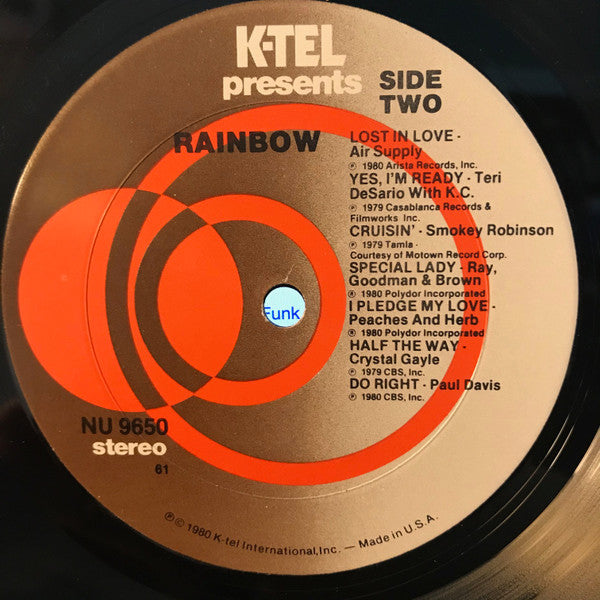 K-TEL
presents
SIDE
TWO
RAINBOW
LOST IN LOVE -
Air Supply
℗ 1980 Arista Records, Inc.
YES, I'M READY - Teri
DeSario With K.C.
℗ 1979 Casablanca Records &
Filmworks Inc.
CRUISIN' - Smokey Robinson
℗ 1979 Tamla -
Courtesy of Motown Record Corp.
SPECIAL LADY - Ray,
Goodman & Brown
℗ 1980 Polydor Incorporated
I PLEDGE MY LOVE -
Peaches And Herb
℗ 1980 Polydor Incorporated
HALF THE WAY -
Crystal Gayle
℗ 1979 CBS, Inc.
DO RIGHT - Paul Davis
℗ 1980 CBS, Inc.
Funk
NU 9650
stereo
61
℗ © 1980 K-tel International, Inc. — Made in U.S.A.